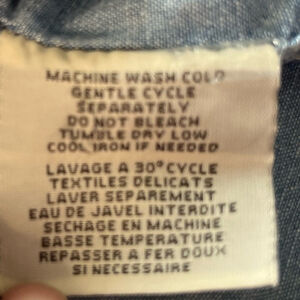 MACHINE WASH COLD
GENTLE CYCLE
SEPARATELY
DO NOT BLEACH
TUMBLE DRY LOW
COOL IRON IF NEEDED
LAVAGE A 30° CYCLE
TEXTILES DELICATS
LAVER SEPAREMENT
EAU DE JAVEL INTERDITE
SECHAGE EN MACHINE
BASSE TEMPERATURE
REPASSER A FER DOUX
SI NECESSAIRE